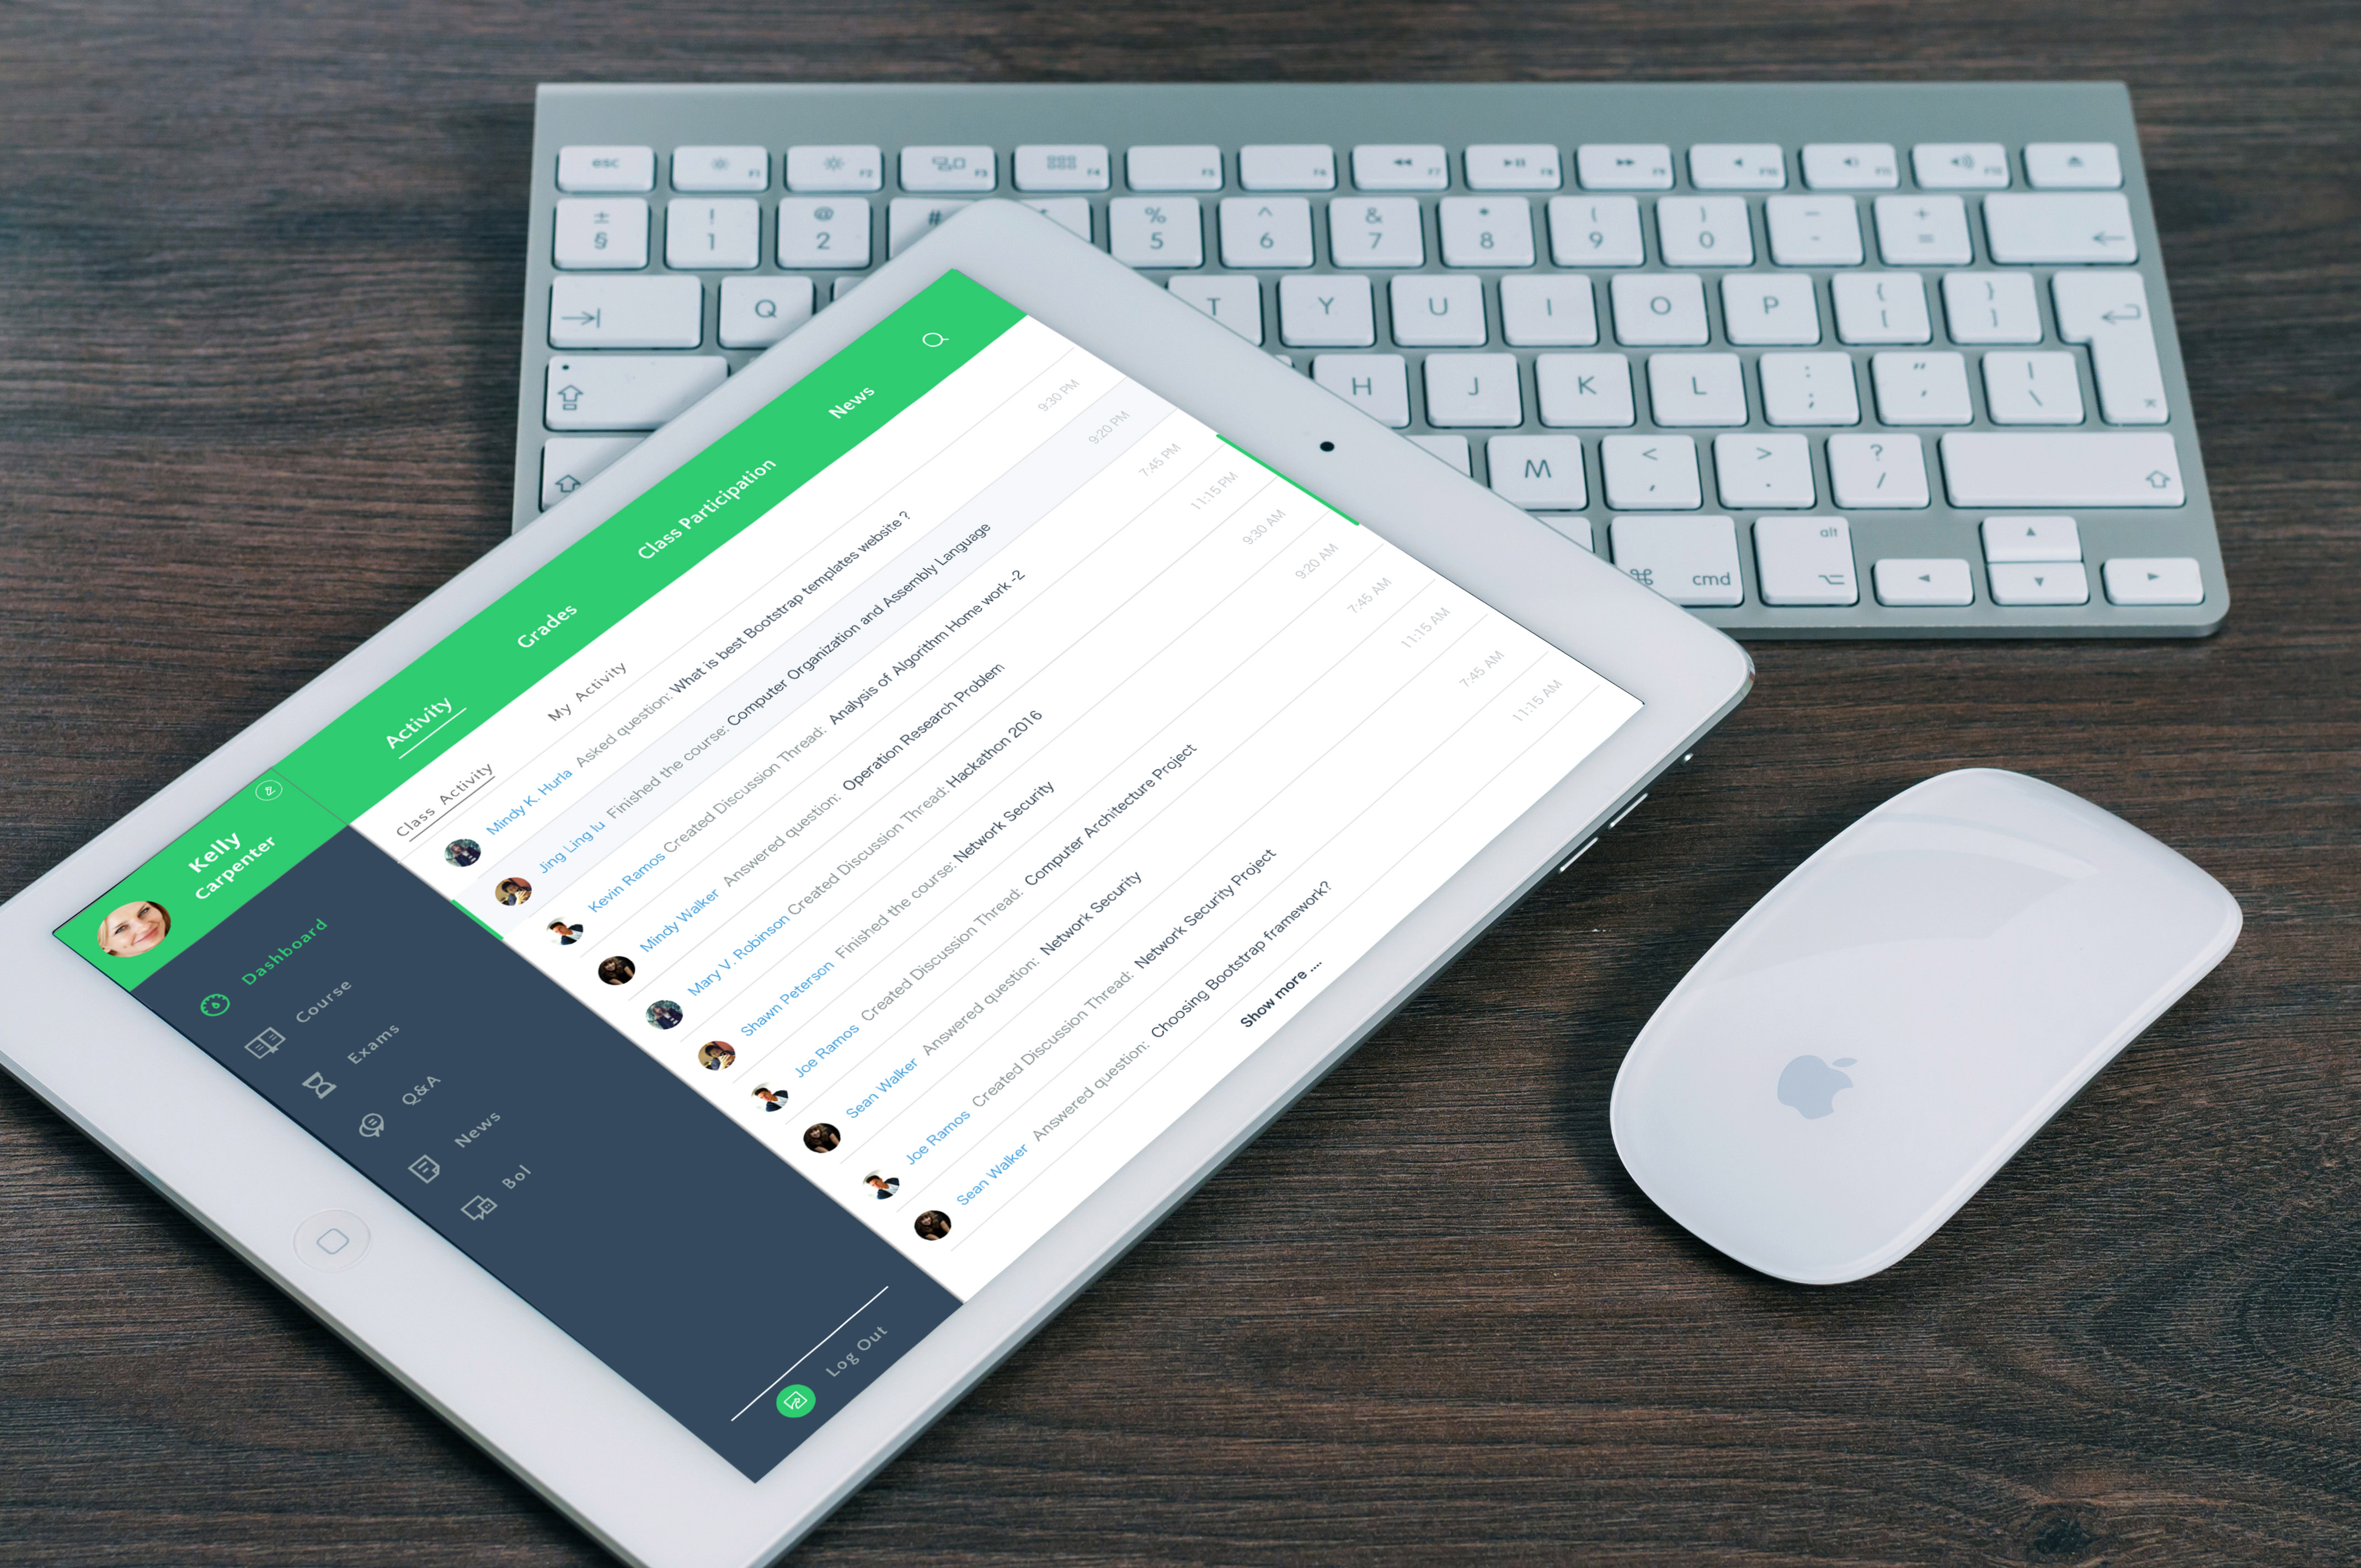 esc
F1
F2
F3
F4
F5
F6
F7
F8
F9
F10
F11
F12
± §
! 1
@ 2
#
% 5
^ 6
& 7
* 8
( 9
) 0
- -
+ =
Q
T
Y
U
I
O
P
{ [
} ]
H
J
K
L
: ;
" '
| \
M
< ,
> .
? /
⌘ cmd
alt
Kelly
Carpenter
Activity
Grades
Class Participation
News
Dashboard
Course
Exams
Q&A
News
Bol
Log Out
Class Activity
My Activity
Mindy K. Hurla Asked question: What is best Bootstrap templates website ? 9:30 PM
Jing Ling lu Finished the course: Computer Organization and Assembly Language 9:20 PM
Kevin Ramos Created Discussion Thread: Analysis of Algorithm Home work -2 7:45 PM
Mindy Walker Answered question: Operation Research Problem 11:15 PM
Mary V. Robinson Created Discussion Thread: Hackathon 2016 9:30 AM
Shawn Peterson Finished the course: Network Security 9:20 AM
Joe Ramos Created Discussion Thread: Computer Architecture Project 7:45 AM
Sean Walker Answered question: Network Security 11:15 AM
Joe Ramos Created Discussion Thread: Network Security Project 7:45 AM
Sean Walker Answered question: Choosing Bootstrap framework? 11:15 AM
Show more ....